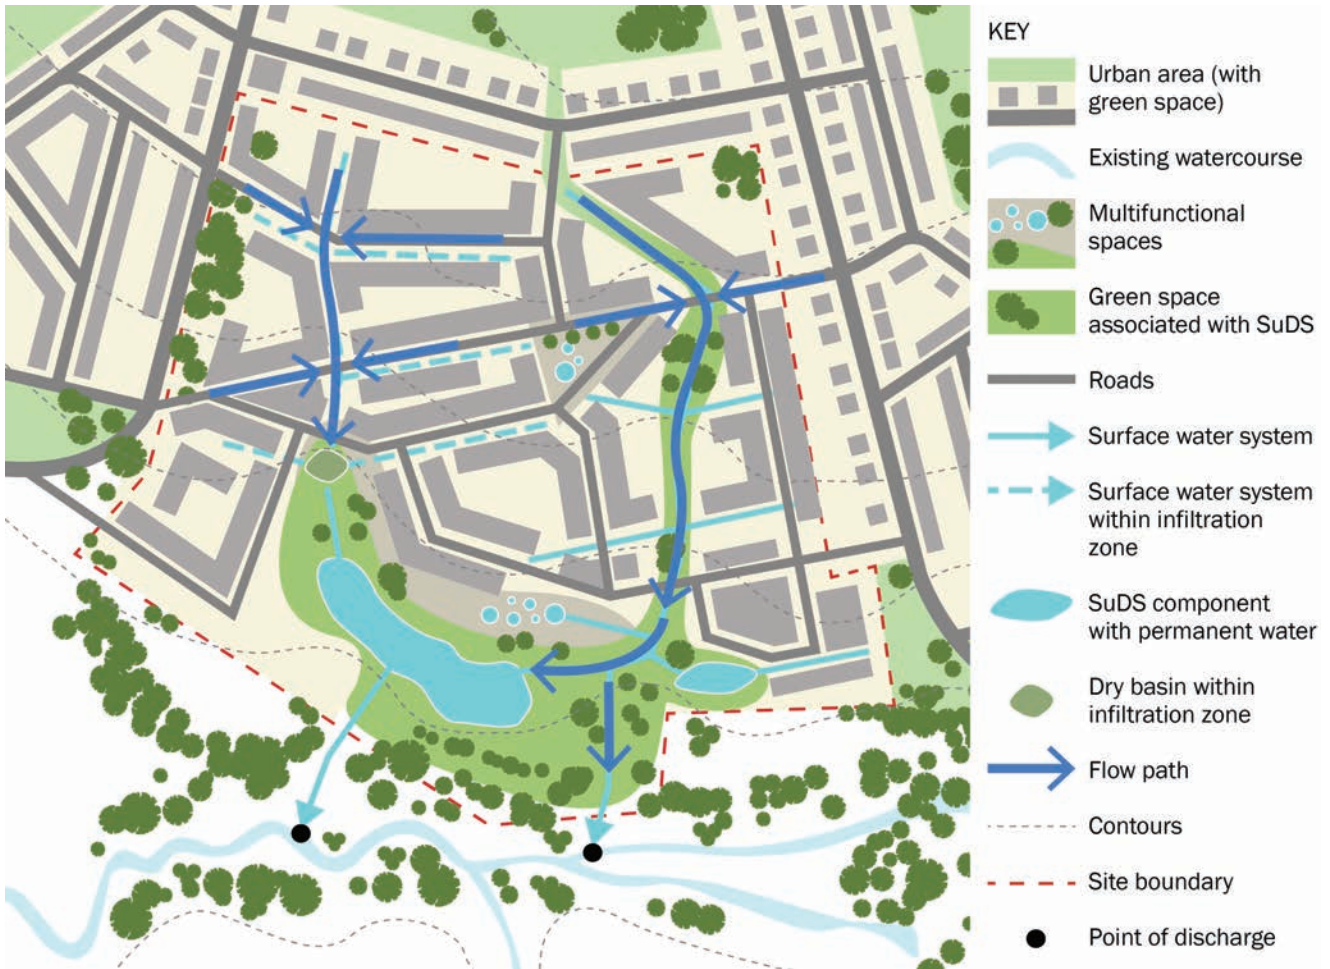 KEY
Urban area (with
green space)
Existing watercourse
Multifunctional
spaces
Green space
associated with SuDS
Roads
Surface water system
Surface water system
within infiltration
zone
SuDS component
with permanent water
Dry basin within
infiltration zone
Flow path
Contours
Site boundary
Point of discharge